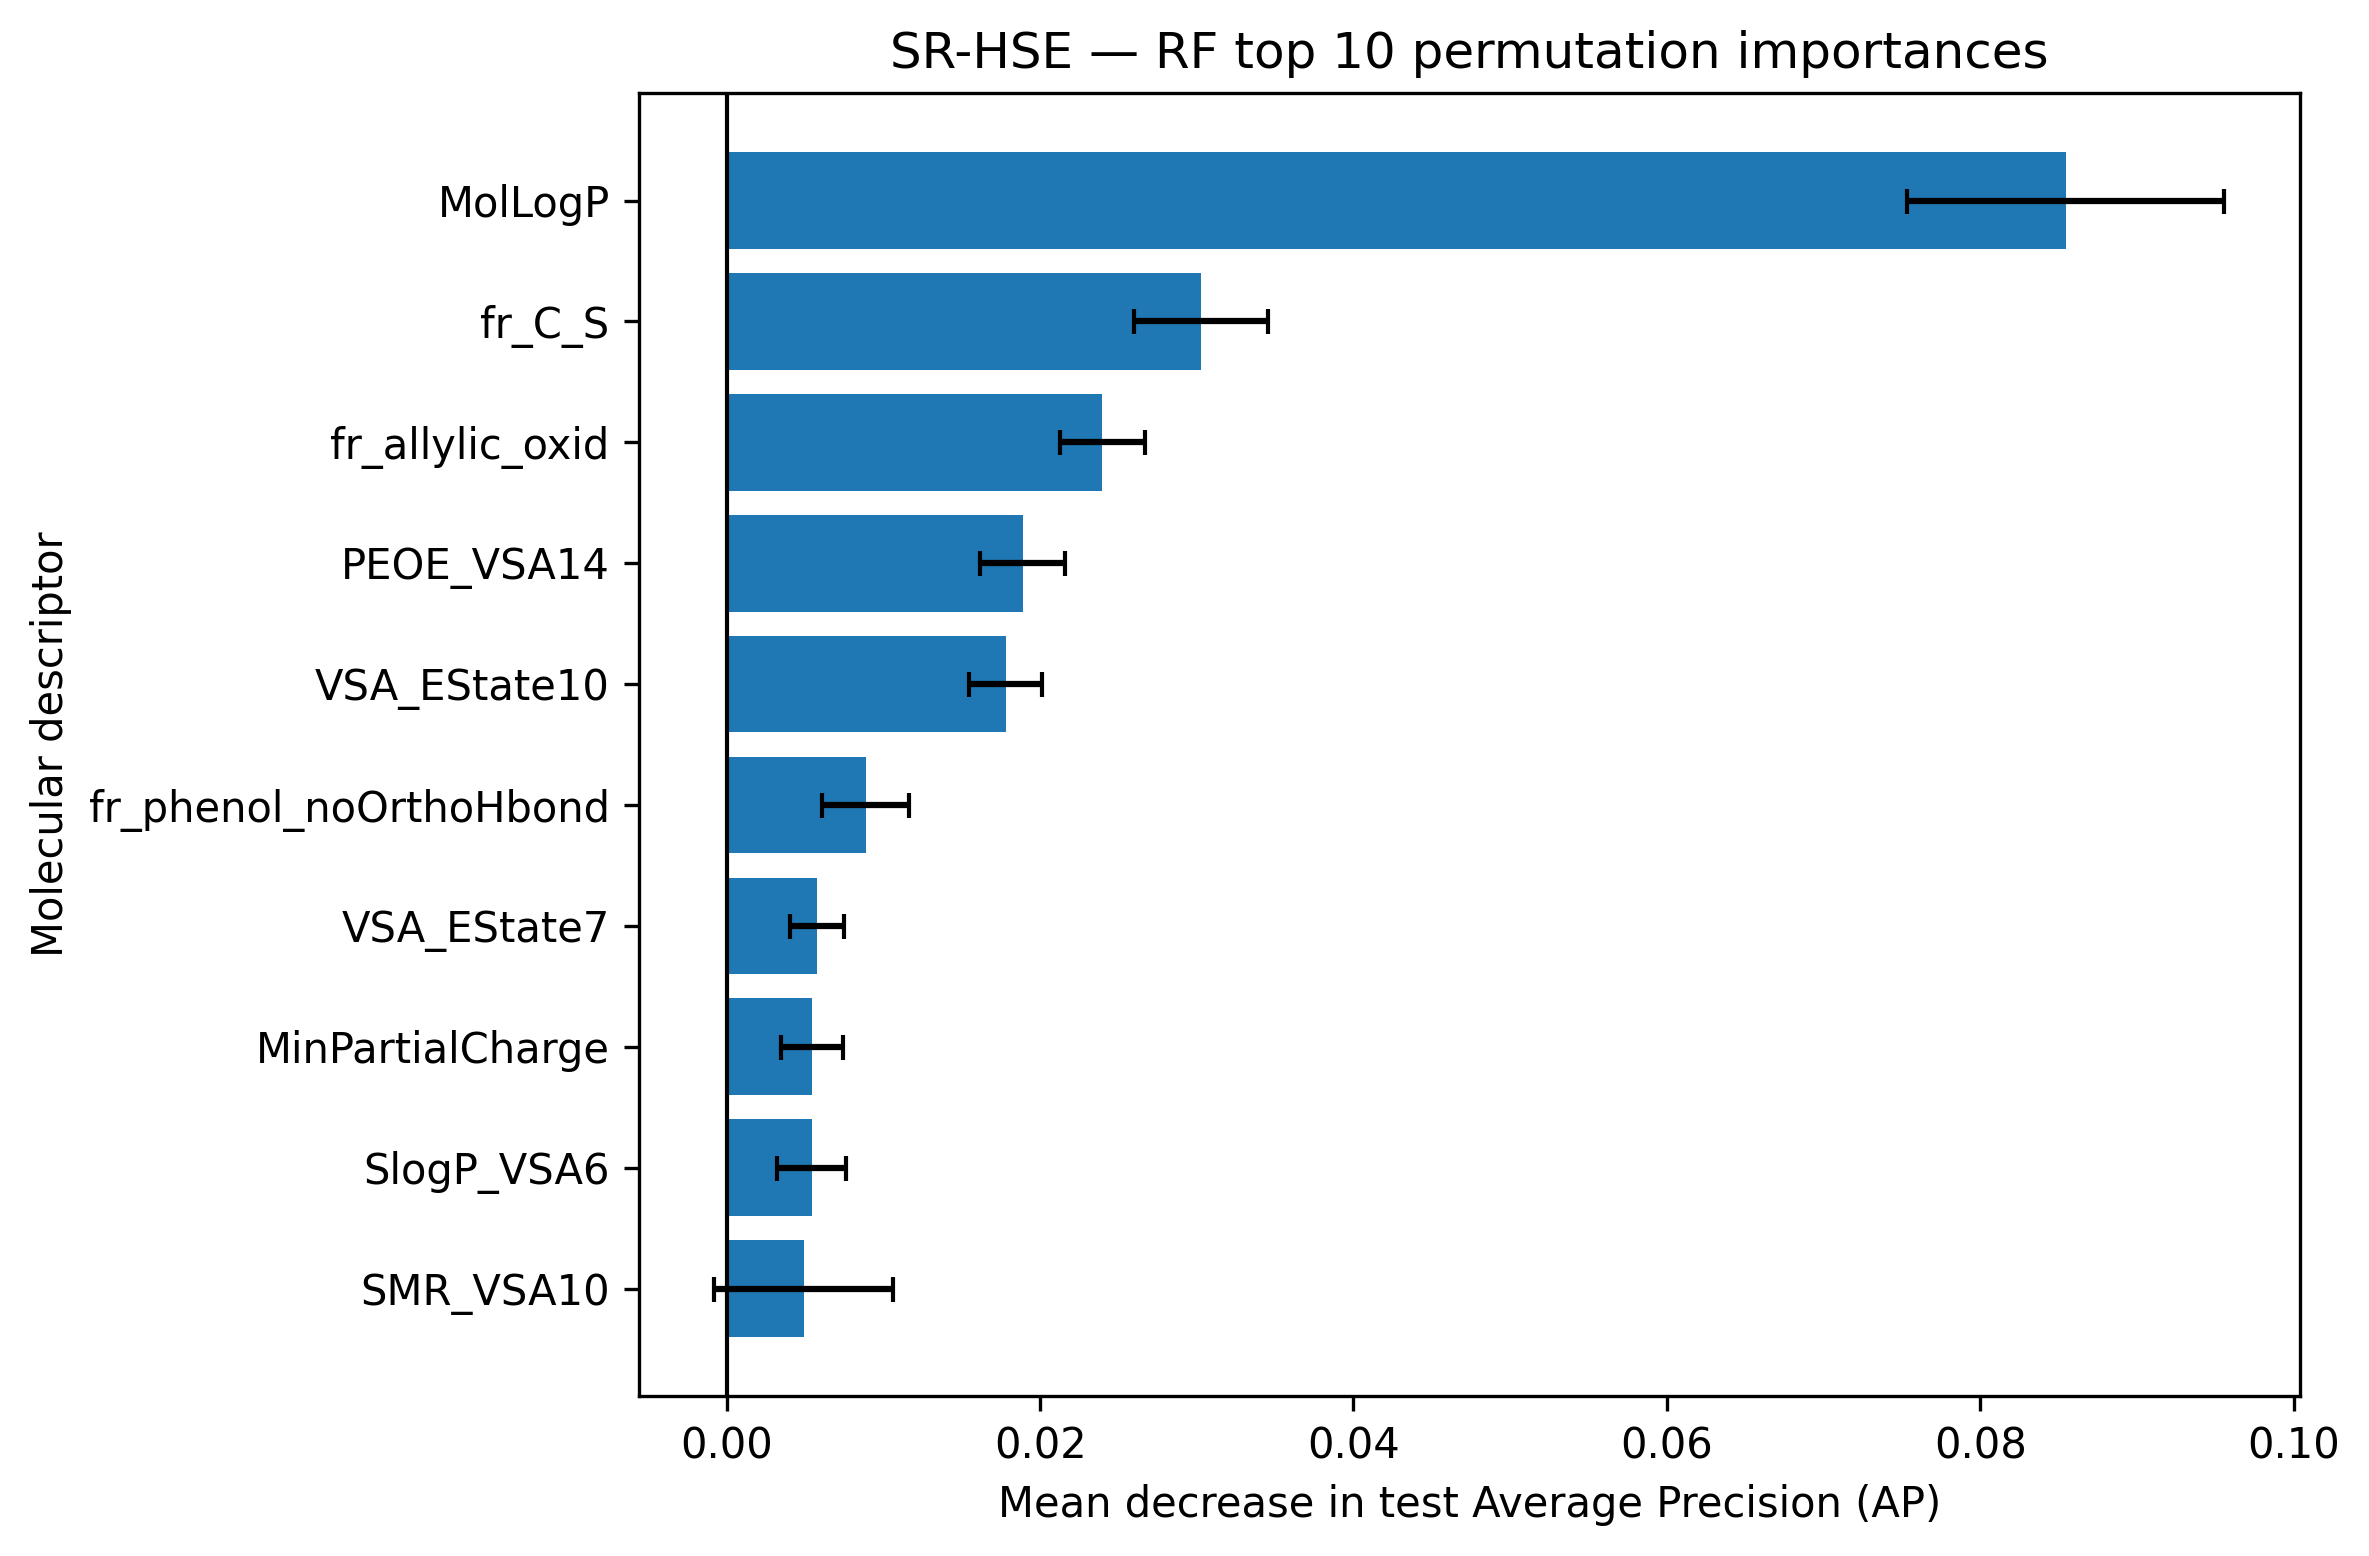 SR-HSE — RF top 10 permutation importances
Molecular descriptor
MolLogP
fr_C_S
fr_allylic_oxid
PEOE_VSA14
VSA_EState10
fr_phenol_noOrthoHbond
VSA_EState7
MinPartialCharge
SlogP_VSA6
SMR_VSA10
0.00 0.02 0.04 0.06 0.08 0.10
Mean decrease in test Average Precision (AP)